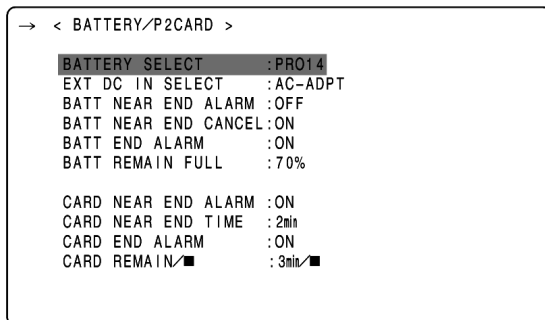 → < BATTERY/P2CARD >
BATTERY SELECT :PRO14
EXT DC IN SELECT :AC-ADPT
BATT NEAR END ALARM :OFF
BATT NEAR END CANCEL:ON
BATT END ALARM :ON
BATT REMAIN FULL :70%
CARD NEAR END ALARM :ON
CARD NEAR END TIME :2min
CARD END ALARM :ON
CARD REMAIN/■ :3min/■